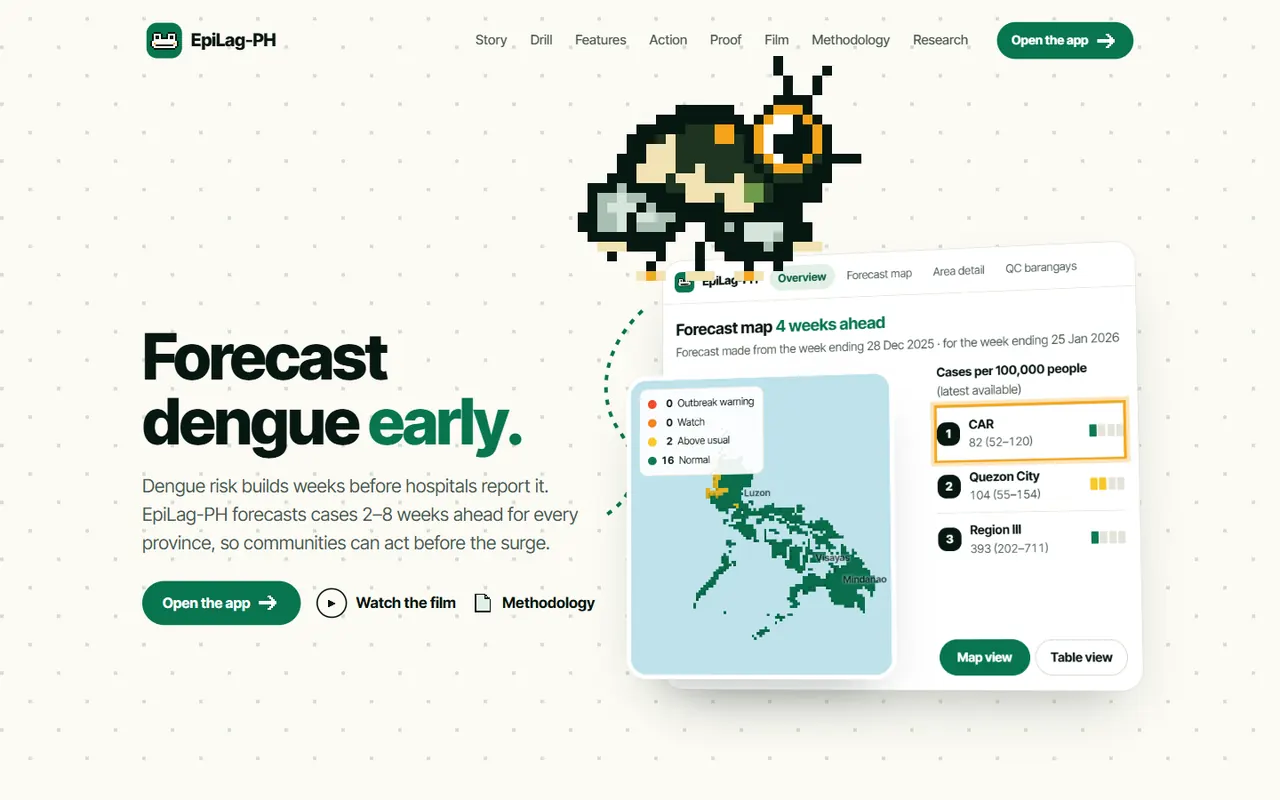 EpiLag-PH
Story
Drill
Features
Action
Proof
Film
Methodology
Research
Open the app
Forecast
dengue early.
Dengue risk builds weeks before hospitals report it.
EpiLag-PH forecasts cases 2–8 weeks ahead for every
province, so communities can act before the surge.
Open the app
Watch the film
Methodology
EpiLag-PH
Overview
Forecast map
Area detail
QC barangays
Forecast map 4 weeks ahead
Forecast made from the week ending 28 Dec 2025 · for the week ending 25 Jan 2026
0 Outbreak warning
0 Watch
2 Above usual
16 Normal
Luzon
Visayas
Mindanao
Cases per 100,000 people
(latest available)
1 CAR
82 (52–120)
2 Quezon City
104 (55–154)
3 Region III
393 (202–711)
Map view
Table view